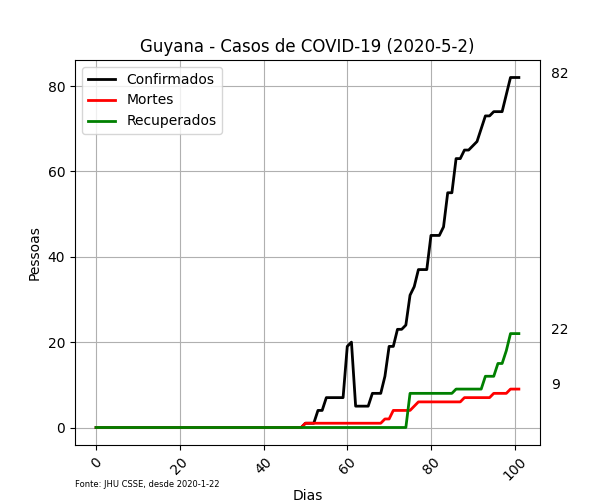 Guyana - Casos de COVID-19 (2020-5-2)
Confirmados
Mortes
Recuperados
82
22
9
80
60
40
20
0
Pessoas
0 20 40 60 80 100
Fonte: JHU CSSE, desde 2020-1-22
Dias